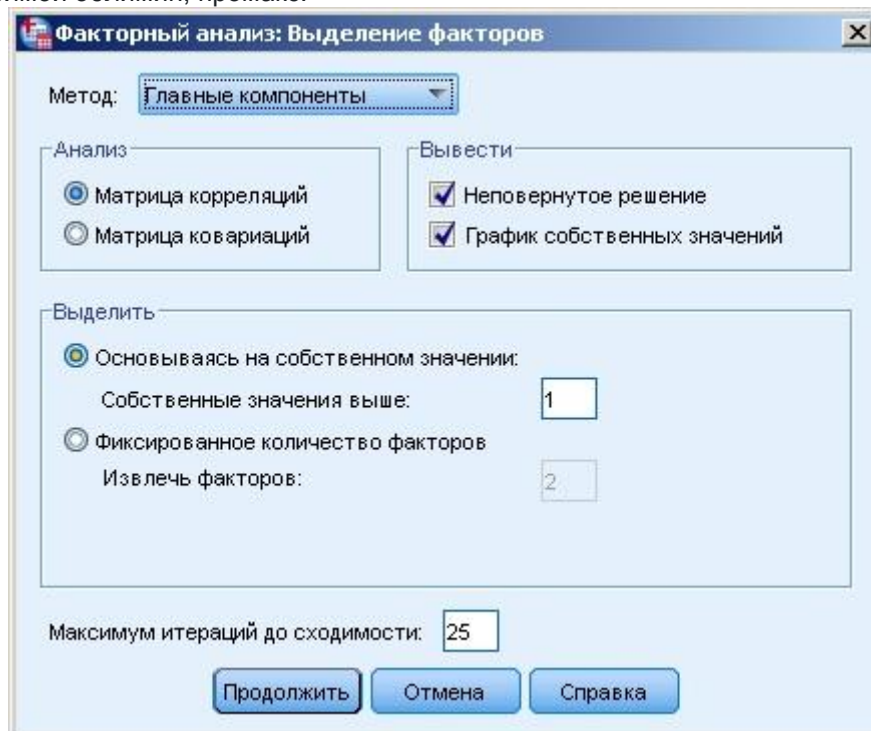 Факторный анализ: Выделение факторов
Метод: Главные компоненты
Анализ
Матрица корреляций
Матрица ковариаций
Вывести
Неповернутое решение
График собственных значений
Выделить
Основываясь на собственном значении:
Собственные значения выше: 1
Фиксированное количество факторов
Извлечь факторов: 2
Максимум итераций до сходимости: 25
Продолжить Отмена Справка